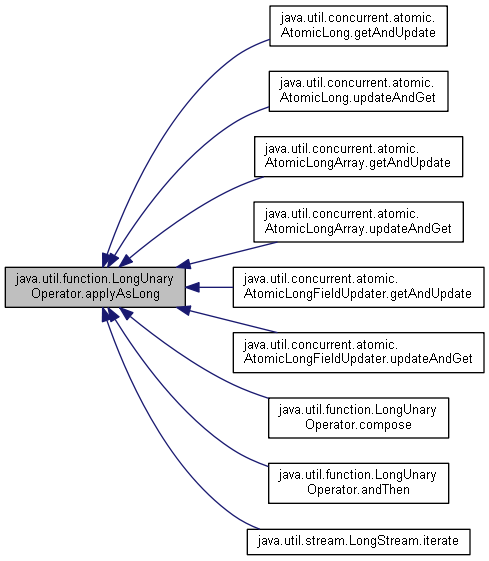 java.util.concurrent.atomic.
AtomicLong.getAndUpdate
java.util.concurrent.atomic.
AtomicLong.updateAndGet
java.util.concurrent.atomic.
AtomicLongArray.getAndUpdate
java.util.concurrent.atomic.
AtomicLongArray.updateAndGet
java.util.function.LongUnary
Operator.applyAsLong
java.util.concurrent.atomic.
AtomicLongFieldUpdater.getAndUpdate
java.util.concurrent.atomic.
AtomicLongFieldUpdater.updateAndGet
java.util.function.LongUnary
Operator.compose
java.util.function.LongUnary
Operator.andThen
java.util.stream.LongStream.iterate